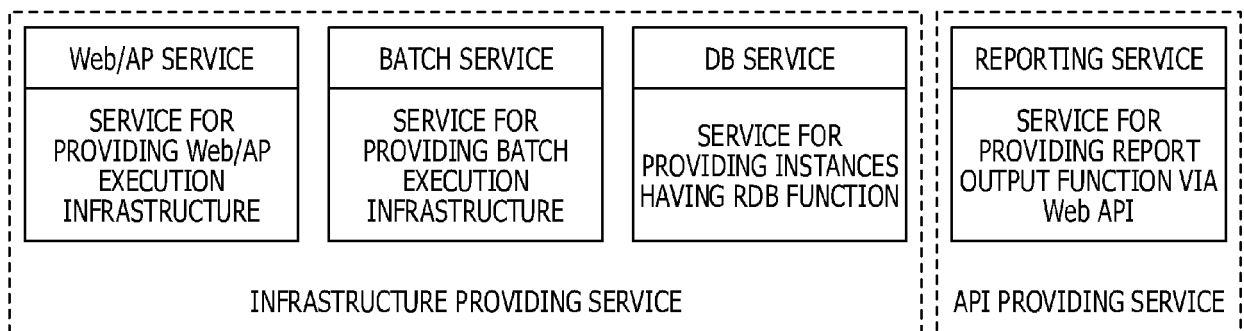 Web/AP SERVICE
SERVICE FOR
PROVIDING Web/AP
EXECUTION
INFRASTRUCTURE
BATCH SERVICE
SERVICE FOR
PROVIDING BATCH
EXECUTION
INFRASTRUCTURE
DB SERVICE
SERVICE FOR
PROVIDING INSTANCES
HAVING RDB FUNCTION
INFRASTRUCTURE PROVIDING SERVICE
REPORTING SERVICE
SERVICE FOR
PROVIDING REPORT
OUTPUT FUNCTION VIA
Web API
API PROVIDING SERVICE